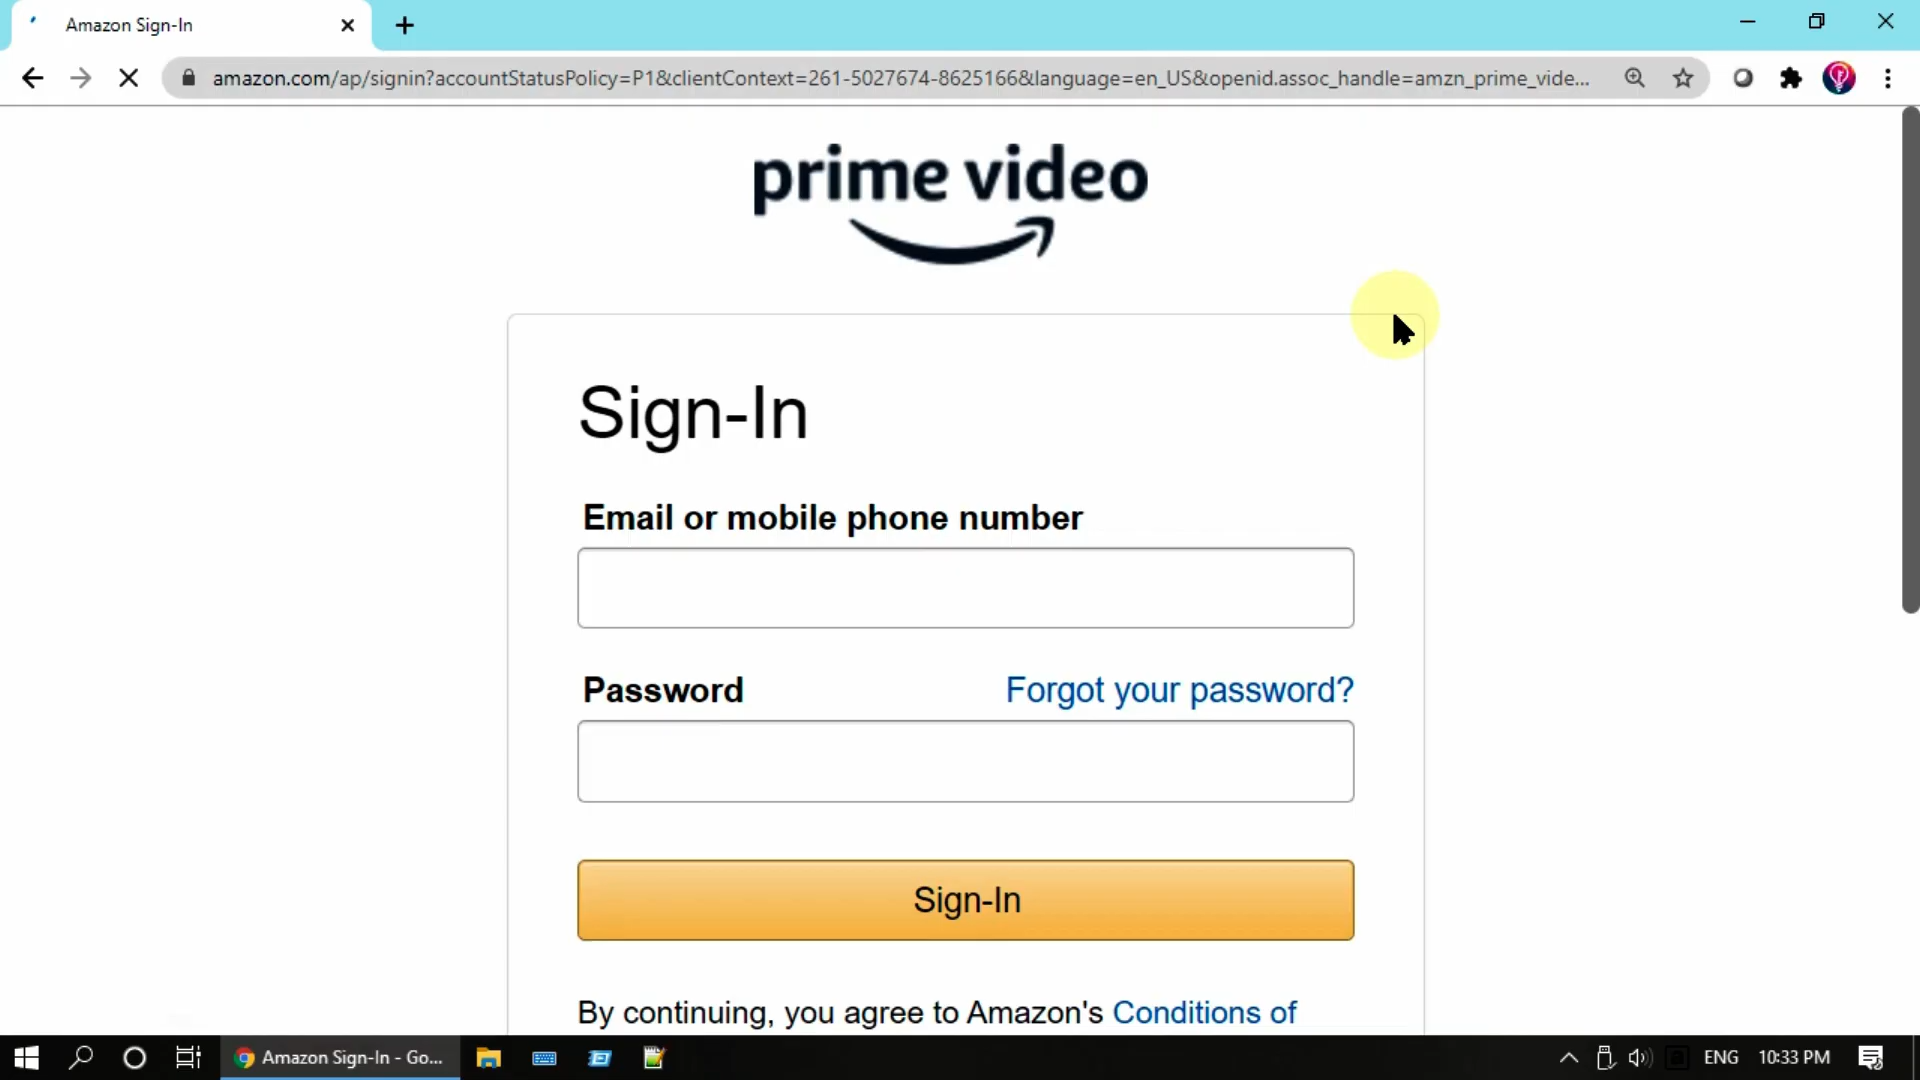 Amazon Sign-In
amazon.com/ap/signin?accountStatusPolicy=P1&clientContext=261-5027674-8625166&language=en_US&openid.assoc_handle=amzn_prime_vide...
prime video
Sign-In
Email or mobile phone number
Password Forgot your password?
Sign-In
By continuing, you agree to Amazon's Conditions of
Amazon Sign-In - Go... ENG 10:33 PM